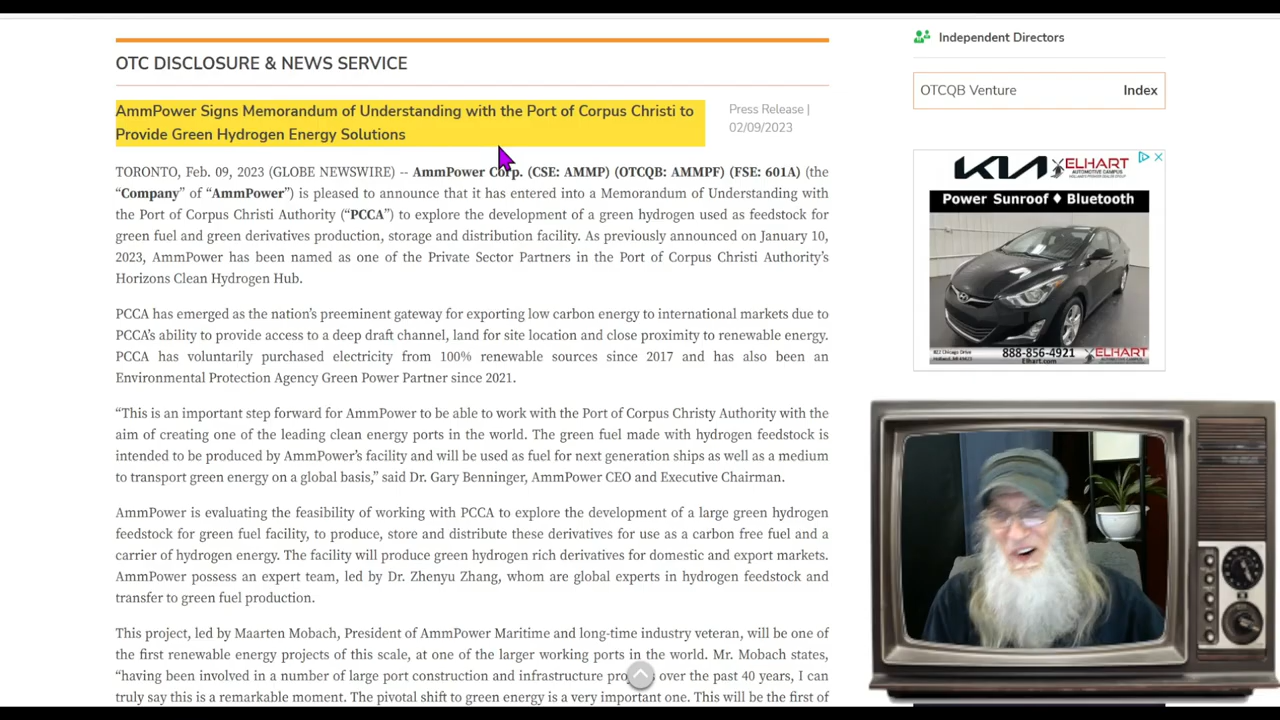 OTC DISCLOSURE & NEWS SERVICE
AmmPower Signs Memorandum of Understanding with the Port of Corpus Christi to
Provide Green Hydrogen Energy Solutions
Press Release |
02/09/2023
TORONTO, Feb. 09, 2023 (GLOBE NEWSWIRE) -- AmmPower Corp. (CSE: AMMP) (OTCQB: AMMPF) (FSE: 601A) (the
“Company” of “AmmPower”) is pleased to announce that it has entered into a Memorandum of Understanding with
the Port of Corpus Christi Authority (“PCCA”) to explore the development of a green hydrogen used as feedstock for
green fuel and green derivatives production, storage and distribution facility. As previously announced on January 10,
2023, AmmPower has been named as one of the Private Sector Partners in the Port of Corpus Christi Authority’s
Horizons Clean Hydrogen Hub.
PCCA has emerged as the nation’s preeminent gateway for exporting low carbon energy to international markets due to
PCCA’s ability to provide access to a deep draft channel, land for site location and close proximity to renewable energy.
PCCA has voluntarily purchased electricity from 100% renewable sources since 2017 and has also been an
Environmental Protection Agency Green Power Partner since 2021.
“This is an important step forward for AmmPower to be able to work with the Port of Corpus Christy Authority with the
aim of creating one of the leading clean energy ports in the world. The green fuel made with hydrogen feedstock is
intended to be produced by AmmPower’s facility and will be used as fuel for next generation ships as well as a medium
to transport green energy on a global basis,” said Dr. Gary Benninger, AmmPower CEO and Executive Chairman.
AmmPower is evaluating the feasibility of working with PCCA to explore the development of a large green hydrogen
feedstock for green fuel facility, to produce, store and distribute these derivatives for use as a carbon free fuel and a
carrier of hydrogen energy. The facility will produce green hydrogen rich derivatives for domestic and export markets.
AmmPower possess an expert team, led by Dr. Zhenyu Zhang, whom are global experts in hydrogen feedstock and
transfer to green fuel production.
This project, led by Maarten Mobach, President of AmmPower Maritime and long-time industry veteran, will be one of
the first renewable energy projects of this scale, at one of the larger working ports in the world. Mr. Mobach states,
“having been involved in a number of large port construction and infrastructure over the past 40 years, I can
truly say this is a remarkable moment. The pivotal shift to green energy is a very important one. This will be the first of
Independent Directors
OTCQB Venture Index
KIA ELHART
AUTOMOTIVE CAMPUS
Power Sunroof ♦ Bluetooth
822 Chicago Drive
Holland, MI 49423
888-856-4921
Elhart.com
ELHART